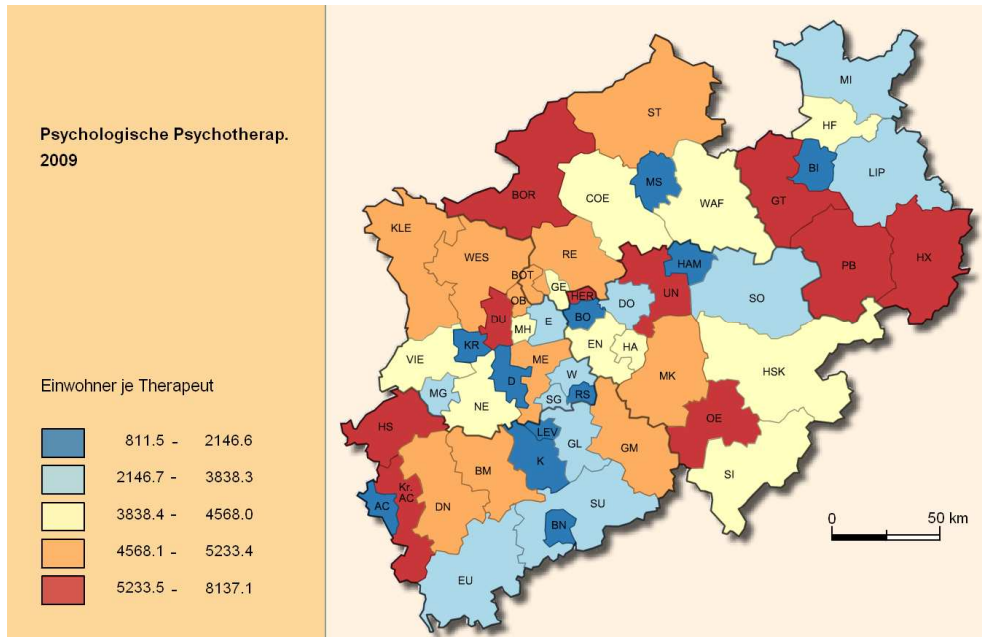 Psychologische Psychotherap.
2009
Einwohner je Therapeut
811.5 - 2146.6
2146.7 - 3838.3
3838.4 - 4568.0
4568.1 - 5233.4
5233.5 - 8137.1
MI
ST
HF
BI
LIP
MS
BOR
COE
WAF
GT
KLE
WES
RE
HAM
PB
HX
BOT
GE
HER
UN
SO
OB
DO
DU
E
BO
MH
KR
EN
HA
VIE
ME
HSK
D
W
MK
MG
NE
SG
RS
HS
LEV
GL
OE
K
GM
BM
SI
Kr.
AC
AC
DN
SU
BN
EU
0 50 km